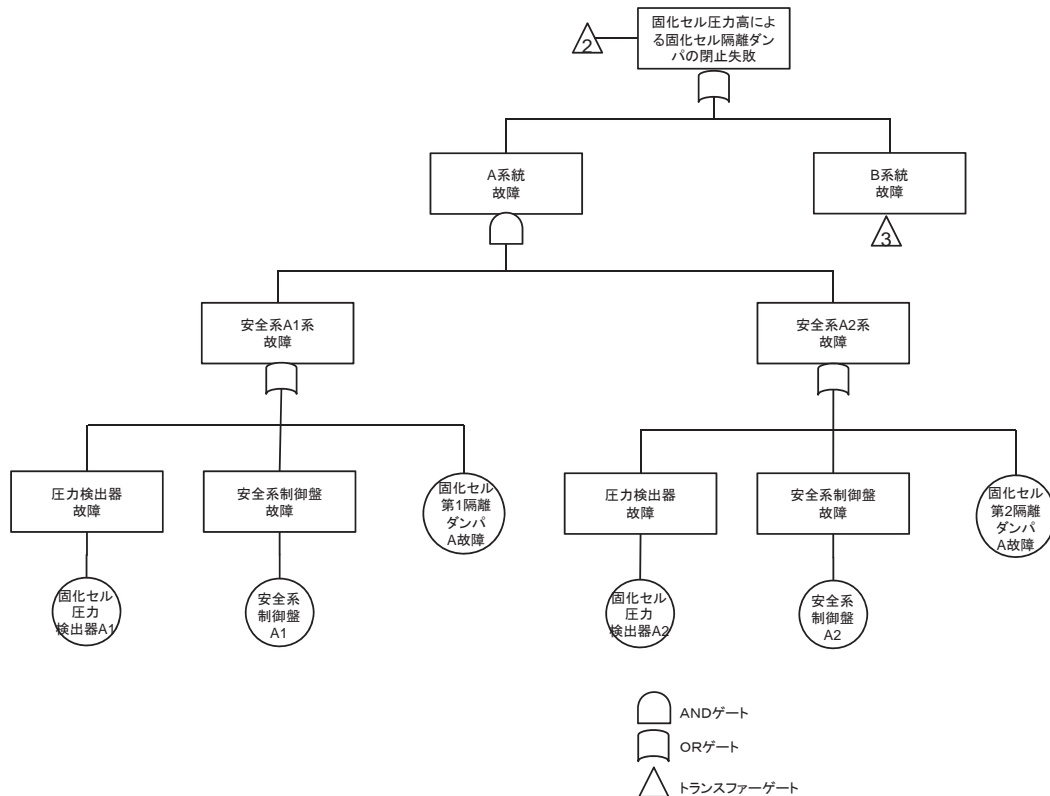 固化セル圧力高によ
る固化セル隔離ダン
パの閉止失敗
2
A系統
故障
B系統
故障
3
安全系A1系
故障
安全系A2系
故障
圧力検出器
故障
安全系制御盤
故障
固化セル
第1隔離
ダンパ
A故障
圧力検出器
故障
安全系制御盤
故障
固化セル
第2隔離
ダンパ
A故障
固化セル
圧力
検出器A1
安全系
制御盤
A1
固化セル
圧力
検出器A2
安全系
制御盤
A2
ANDゲート
ORゲート
トランスファーゲート